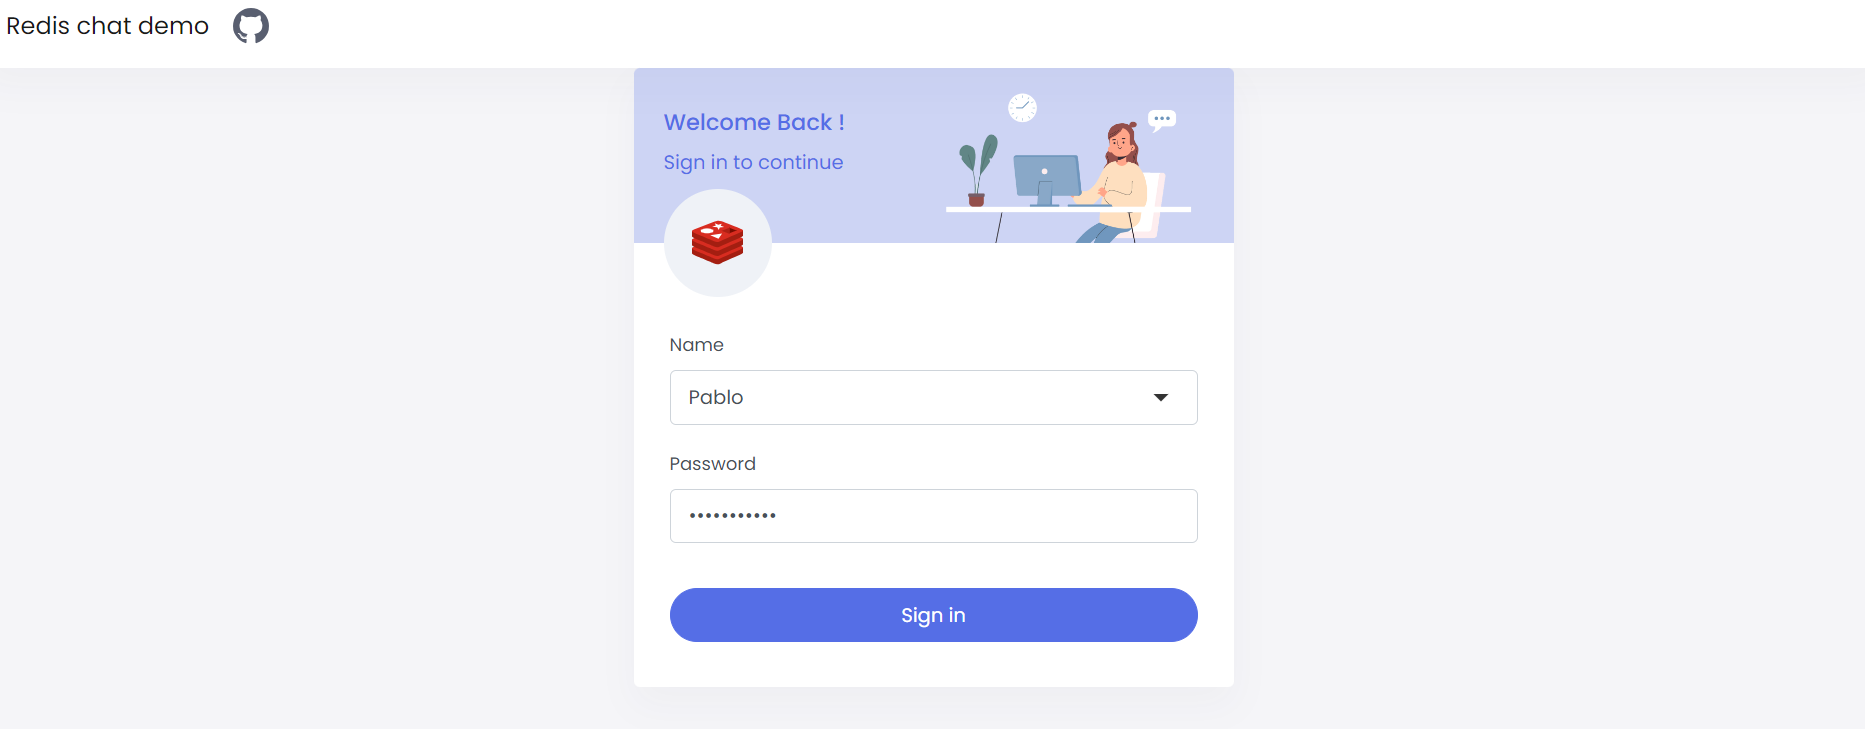 Redis chat demo
Welcome Back !
Sign in to continue
Name
Pablo
Password
•••••••••••
Sign in